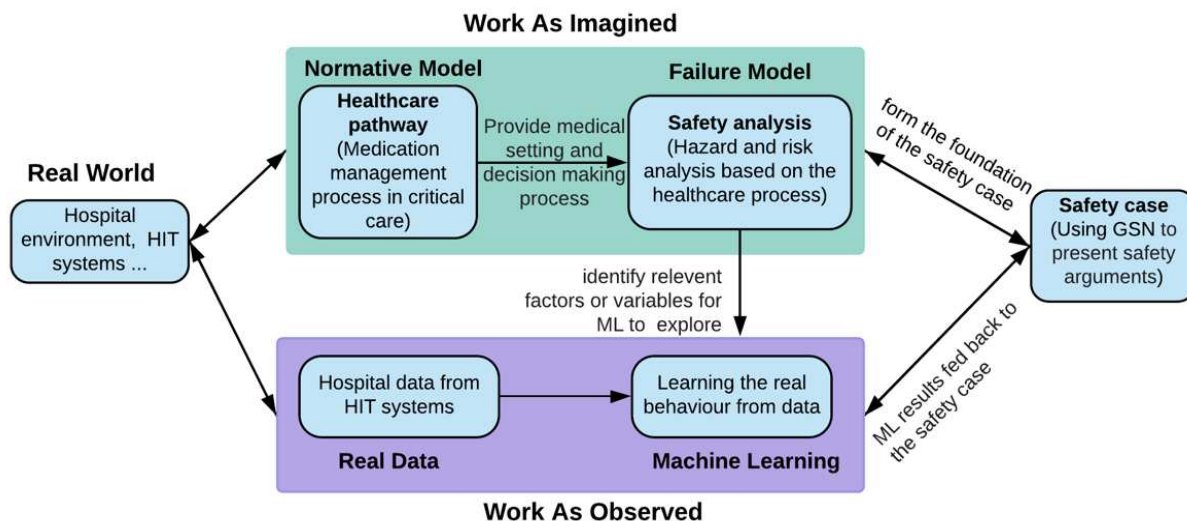 Work As Imagined
Normative Model
Failure Model
Healthcare
pathway
(Medication
management
process in critical
care)
Provide medical
setting and
decision making
process
Safety analysis
(Hazard and risk
analysis based on the
healthcare process)
form the foundation
of the safety case
Real World
Hospital
environment, HIT
systems ...
Safety case
(Using GSN to
present safety
arguments)
identify relevent
factors or variables for
ML to explore
ML results fed back to
the safety case
Hospital data from
HIT systems
Learning the real
behaviour from data
Real Data
Machine Learning
Work As Observed